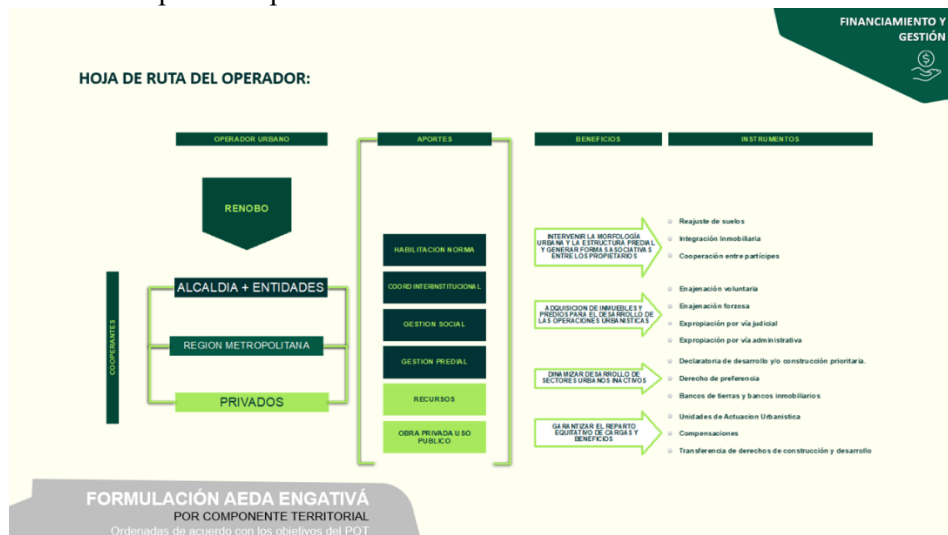 FINANCIAMIENTO Y
GESTIÓN
HOJA DE RUTA DEL OPERADOR:
OPERADOR URBANO
APORTES
BENEFICIOS
INSTRUMENTOS
RENOBO
COOPERANTES
ALCALDIA + ENTIDADES
REGION METROPOLITANA
PRIVADOS
HABILITACION NORMA
COORD INTERINSTITUCIONAL
GESTION SOCIAL
GESTION PREDIAL
RECURSOS
OBRA PRIVADA USO
PUBLICO
INTERVENIR LA MORFOLOGÍA
URBANA Y LA ESTRUCTURA PREDIAL
Y GENERAR FORMAS ASOCIATIVAS
ENTRE LOS PROPIETARIOS
Reajuste de suelos
Integración Inmobiliaria
Cooperación entre partícipes
ADQUISICION DE INMUEBLES Y
PREDIOS PARA EL DESARROLLO DE
LAS OPERACIONES URBANISTICAS
Enajenación voluntaria
Enajenación forzosa
Expropiación por vía judicial
Expropiación por vía administrativa
DINAMIZAR DESARROLLO DE
SECTORES URBANOS INACTIVOS
Declaratoria de desarrollo y/o construcción prioritaria.
Derecho de preferencia
Bancos de tierras y bancos inmobiliarios
GARANTIZAR EL REPARTO
EQUITATIVO DE CARGAS Y
BENEFICIOS
Unidades de Actuacion Urbanística
Compensaciones
Transferencia de derechos de construcción y desarrollo
FORMULACIÓN AEDA ENGATIVÁ
POR COMPONENTE TERRITORIAL
Ordenadas de acuerdo con los objetivos del POT